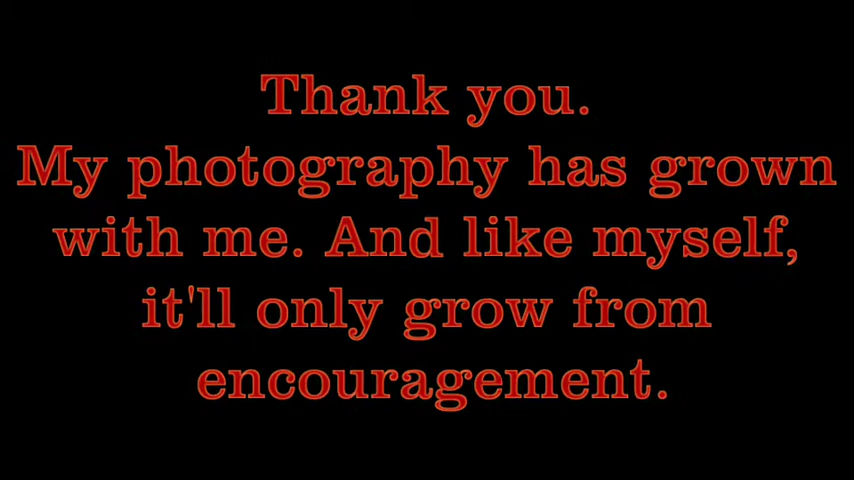 Thank you.
My photography has grown
with me. And like myself,
it'll only grow from
encouragement.